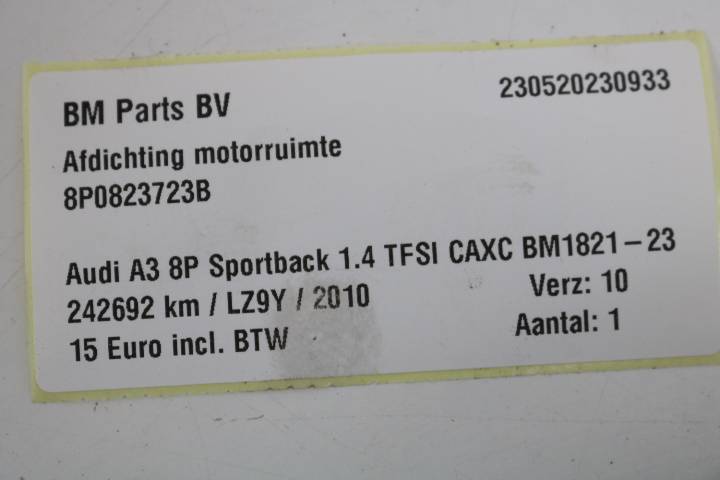 BM Parts BV 230520230933
Afdichting motorruimte
8P0823723B
Audi A3 8P Sportback 1.4 TFSI CAXC BM1821-23
242692 km / LZ9Y / 2010 Verz: 10
15 Euro incl. BTW Aantal: 1